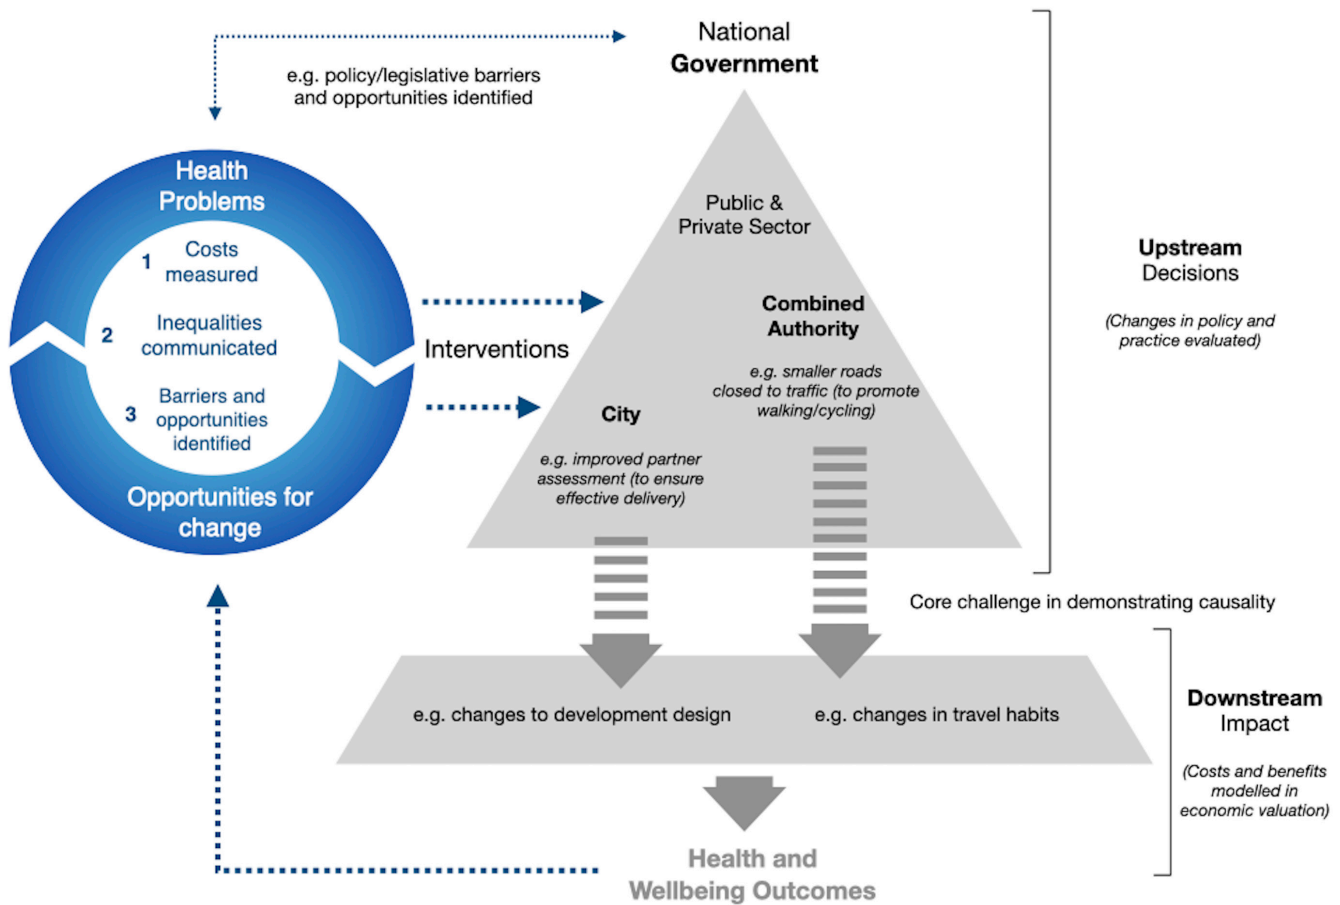 National
Government
e.g. policy/legislative barriers
and opportunities identified
Health
Problems
1 Costs
measured
2 Inequalities
communicated
3 Barriers and
opportunities
identified
Opportunities for
change
Interventions
Public &
Private Sector
Combined
Authority
e.g. smaller roads
closed to traffic (to promote
walking/cycling)
City
e.g. improved partner
assessment (to ensure
effective delivery)
Upstream
Decisions
(Changes in policy and
practice evaluated)
Core challenge in demonstrating causality
e.g. changes to development design
e.g. changes in travel habits
Downstream
Impact
(Costs and benefits
modelled in
economic valuation)
Health and
Wellbeing Outcomes